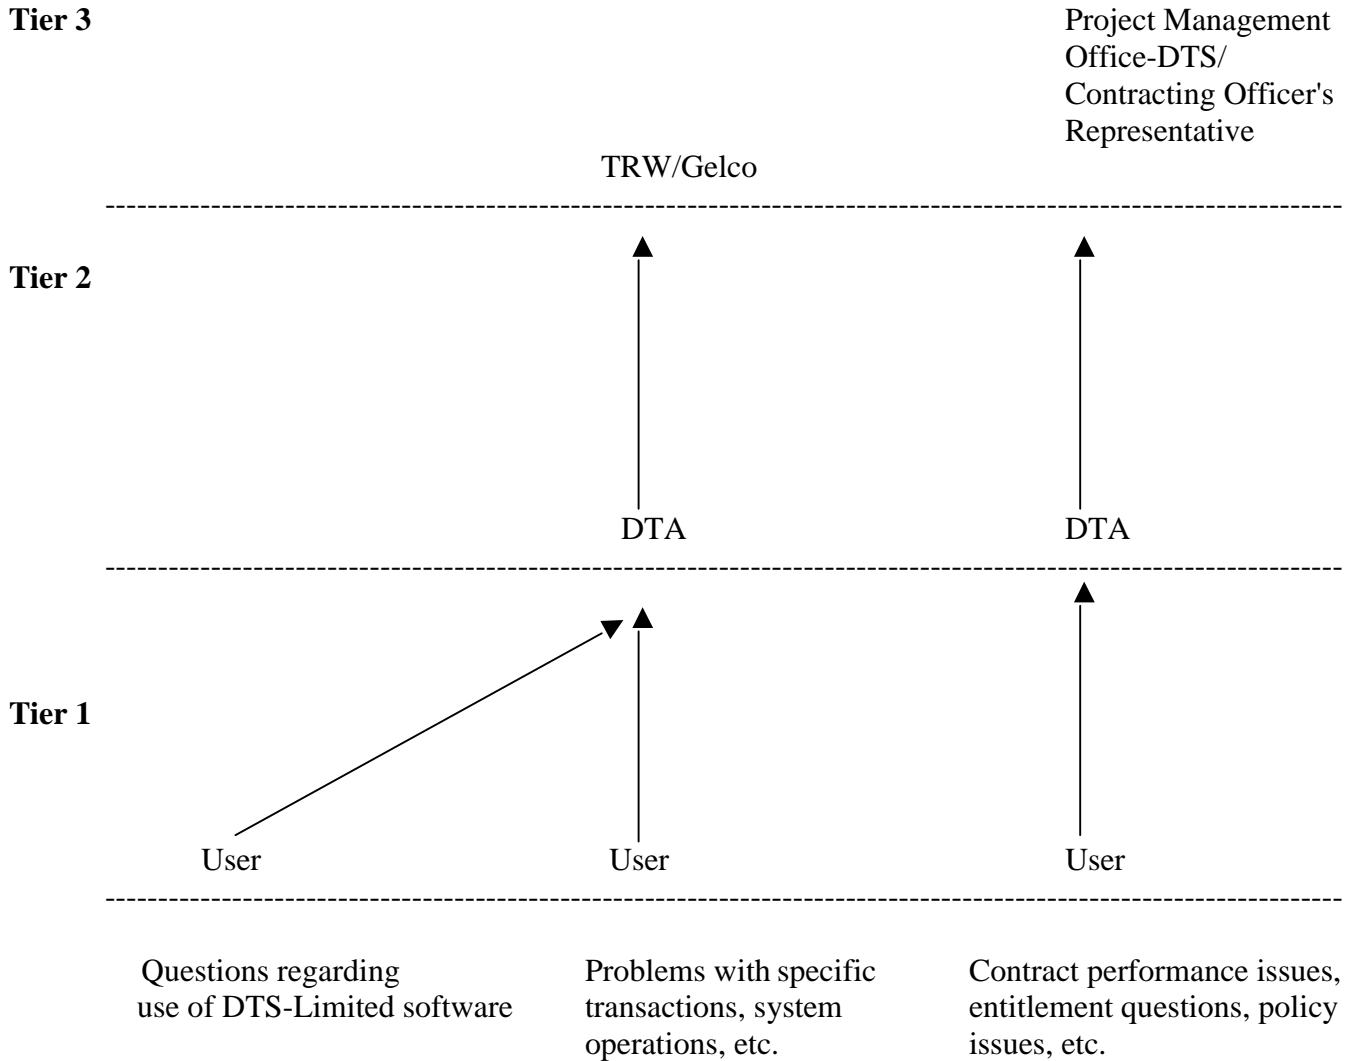 Tier 3
Project Management
Office-DTS/
Contracting Officer's
Representative
TRW/Gelco
Tier 2
DTA
DTA
Tier 1
User
User
User
Questions regarding
use of DTS-Limited software
Problems with specific
transactions, system
operations, etc.
Contract performance issues,
entitlement questions, policy
issues, etc.